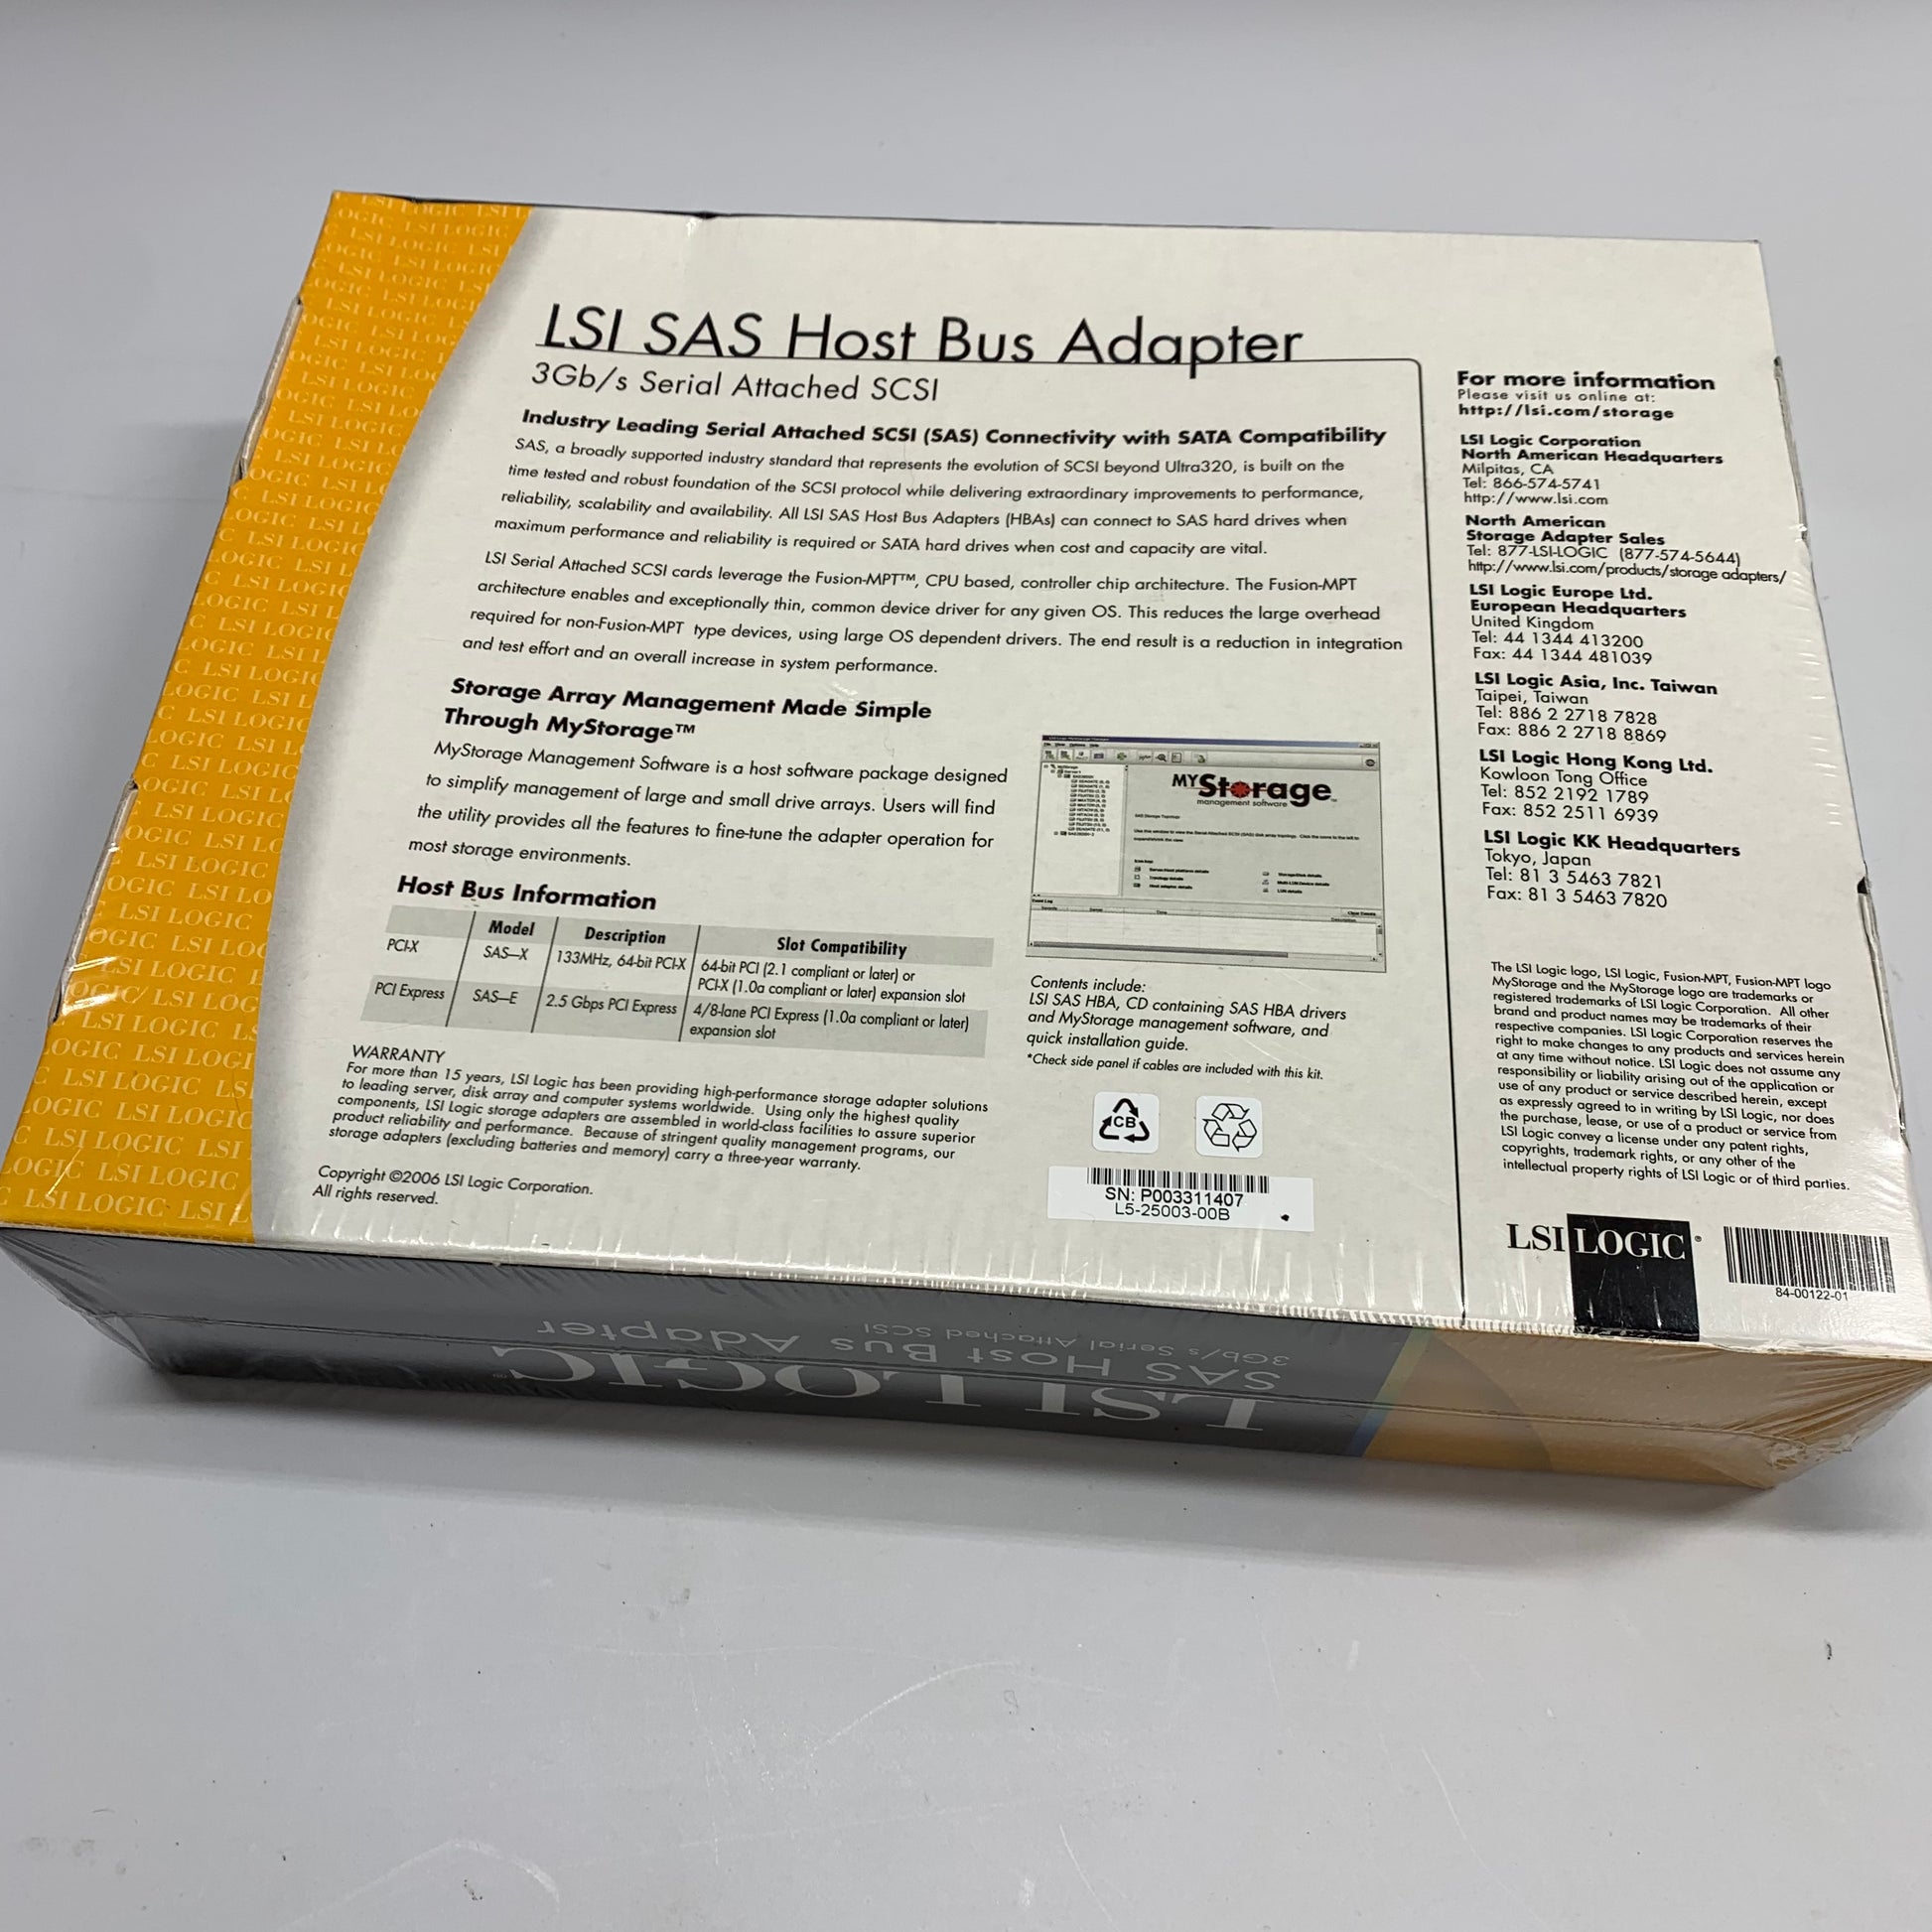 LSI SAS Host Bus Adapter
3Gb/s Serial Attached SCSI
Industry Leading Serial Attached SCSI (SAS) Connectivity with SATA Compatibility
SAS, a broadly supported industry standard that represents the evolution of SCSI beyond Ultra320, is built on the
time tested and robust foundation of the SCSI protocol while delivering extraordinary improvements to performance,
reliability, scalability and availability. All LSI SAS Host Bus Adapters (HBAs) can connect to SAS hard drives when
maximum performance and reliability is required or SATA hard drives when cost and capacity are vital.
LSI Serial Attached SCSI cards leverage the Fusion-MPT™, CPU based, controller chip architecture. The Fusion-MPT
architecture enables and exceptionally thin, common device driver for any given OS. This reduces the large overhead
required for non-Fusion-MPT type devices, using large OS dependent drivers. The end result is a reduction in integration
and test effort and an overall increase in system performance.
Storage Array Management Made Simple
Through MyStorage™
MyStorage Management Software is a host software package designed
to simplify management of large and small drive arrays. Users will find
the utility provides all the features to fine-tune the adapter operation for
most storage environments.
Host Bus Information
Model Description Slot Compatibility
PCI-X SAS—X 133MHz, 64-bit PCI-X 64-bit PCI (2.1 compliant or later) or
PCI-X (1.0a compliant or later) expansion slot
PCI Express SAS—E 2.5 Gbps PCI Express 4/8-lane PCI Express (1.0a compliant or later)
expansion slot
WARRANTY
For more than 15 years, LSI Logic has been providing high-performance storage adapter solutions
to leading server, disk array and computer systems worldwide. Using only the highest quality
components, LSI Logic storage adapters are assembled in world-class facilities to assure superior
product reliability and performance. Because of stringent quality management programs, our
storage adapters (excluding batteries and memory) carry a three-year warranty.
Copyright ©2006 LSI Logic Corporation.
All rights reserved.
MYStorage™
management software
Contents include:
LSI SAS HBA, CD containing SAS HBA drivers
and MyStorage management software, and
quick installation guide.
*Check side panel if cables are included with this kit.
CB
SN: P003311407
L5-25003-00B
For more information
Please visit us online at:
http://lsi.com/storage
LSI Logic Corporation
North American Headquarters
Milpitas, CA
Tel: 866-574-5741
http://www.lsi.com
North American
Storage Adapter Sales
Tel: 877-LSI-LOGIC (877-574-5644)
http://www.lsi.com/products/storage adapters/
LSI Logic Europe Ltd.
European Headquarters
United Kingdom
Tel: 44 1344 413200
Fax: 44 1344 481039
LSI Logic Asia, Inc. Taiwan
Taipei, Taiwan
Tel: 886 2 2718 7828
Fax: 886 2 2718 8869
LSI Logic Hong Kong Ltd.
Kowloon Tong Office
Tel: 852 2192 1789
Fax: 852 2511 6939
LSI Logic KK Headquarters
Tokyo, Japan
Tel: 81 3 5463 7821
Fax: 81 3 5463 7820
The LSI Logic logo, LSI Logic, Fusion-MPT, Fusion-MPT logo
MyStorage and the MyStorage logo are trademarks or
registered trademarks of LSI Logic Corporation. All other
brand and product names may be trademarks of their
respective companies. LSI Logic Corporation reserves the
right to make changes to any products and services herein
at any time without notice. LSI Logic does not assume any
responsibility or liability arising out of the application or
use of any product or service described herein, except
as expressly agreed to in writing by LSI Logic, nor does
the purchase, lease, or use of a product or service from
LSI Logic convey a license under any patent rights,
copyrights, trademark rights, or any other of the
intellectual property rights of LSI Logic or of third parties.
LSI LOGIC®
84-00122-01
LSI LOGIC
SAS Host Bus Adapter
3Gb/s Serial Attached SCSI